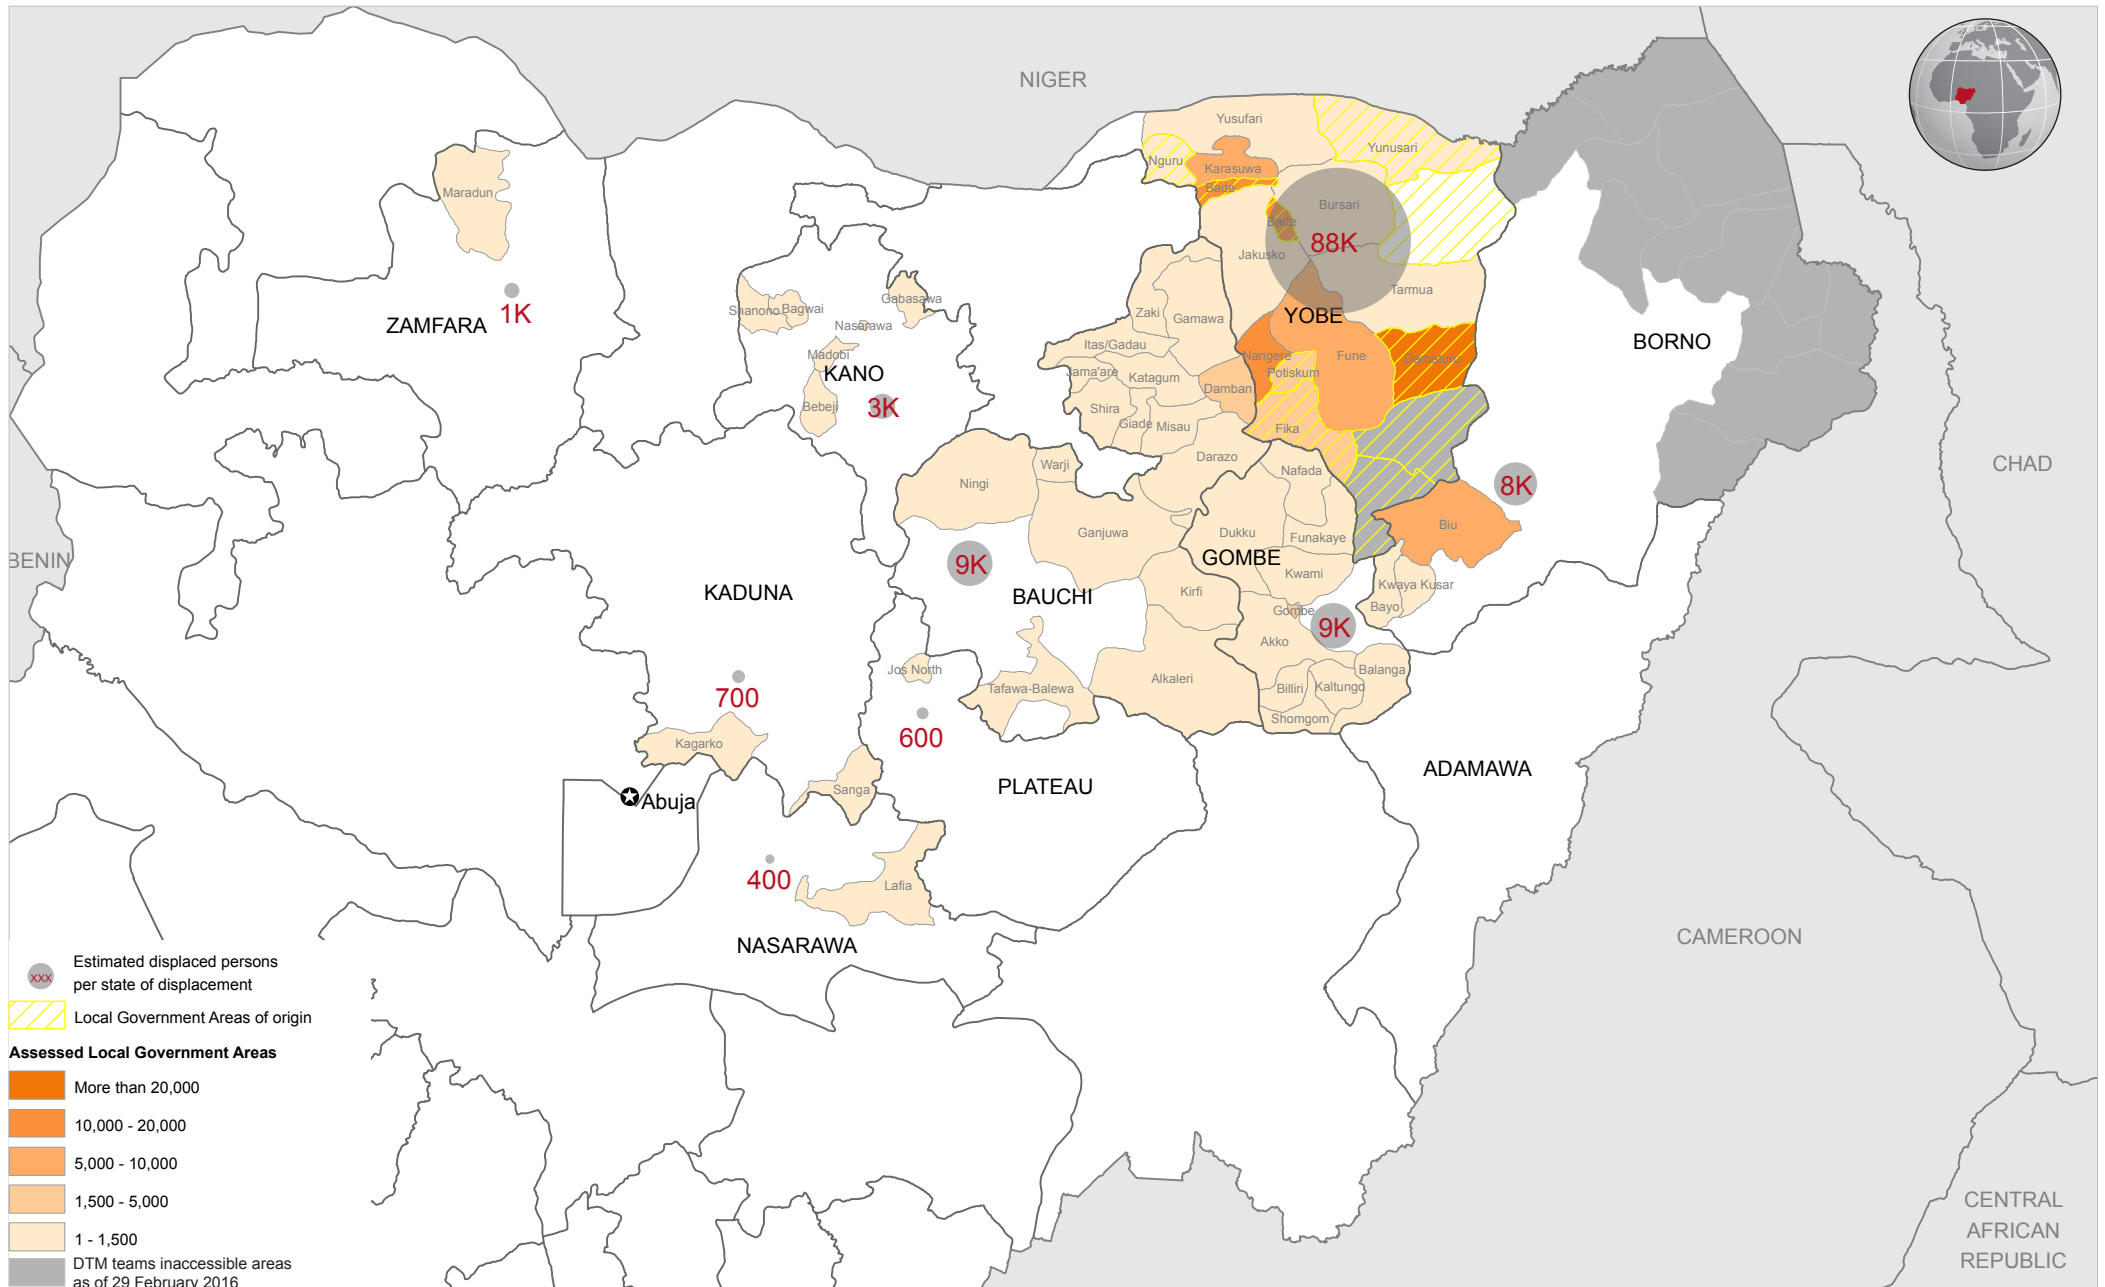 NIGER
Yusufari
Yunusari
Nguru
Karasuwa
Bade
Maradun
Bursari
Bade
88K
Jakusko
Tarmua
Gabasawa
Shanono
Bagwai
Zaki
Gamawa
1K
ZAMFARA
YOBE
Nasarawa
BORNO
Itas/Gadau
Madobi
Nangere
Fune
Damaturu
KANO
Jama'are
Katagum
Potiskum
Damban
Bebeji
3K
Shira
Giade
Misau
Fika
Darazo
Warji
Nafada
CHAD
Ningi
8K
Biu
Ganjuwa
Dukku
Funakaye
BENIN
9K
GOMBE
Kwami
KADUNA
BAUCHI
Kirfi
Kwaya Kusar
Bayo
Gombe
9K
Akko
Jos North
Balanga
Tafawa-Balewa
Alkaleri
Billiri
Kaltungo
700
Shomgom
600
Kagarko
ADAMAWA
PLATEAU
Sanga
Abuja
400
Lafia
NASARAWA
CAMEROON
xxx
Estimated displaced persons
per state of displacement
Local Government Areas of origin
Assessed Local Government Areas
More than 20,000
10,000 - 20,000
5,000 - 10,000
1,500 - 5,000
1 - 1,500
DTM teams inaccessible areas
as of 29 February 2016
CENTRAL
AFRICAN
REPUBLIC